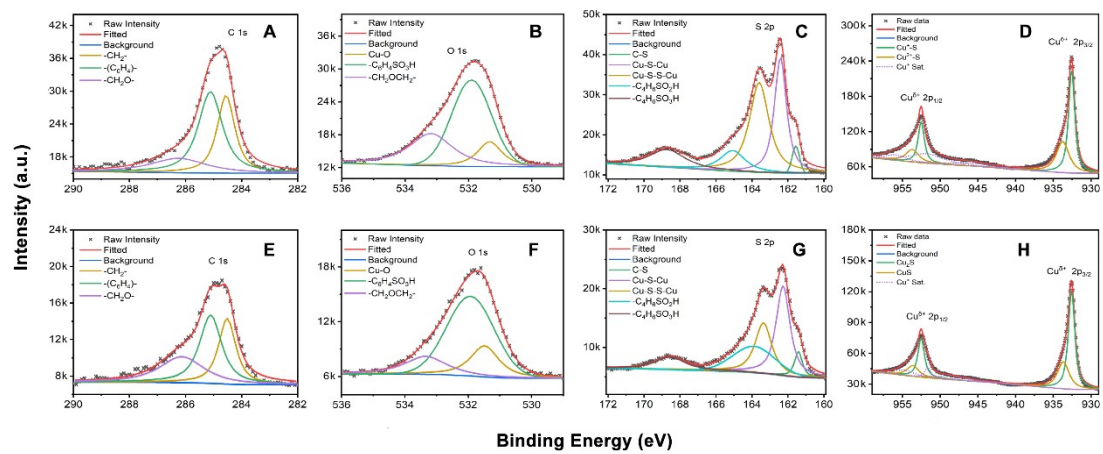 Intensity (a.u.)
A
C 1s
Raw Intensity
Fitted
Background
-CH₂-
-(C₆H₄)-
-CH₂O-
42k
36k
30k
24k
18k
290 288 286 284 282
B
O 1s
Raw Intensity
Fitted
Background
Cu-O
-C₆H₄SO₃H
-CH₂OCH₂-
36k
30k
24k
18k
12k
536 534 532 530
C
S 2p
Raw Intensity
Fitted
Background
C-S
Cu-S-Cu
Cu-S-S-Cu
-C₄H₈SO₂H
-C₄H₈SO₃H
50k
40k
30k
20k
10k
172 170 168 166 164 162 160
D
Cuᵟ⁺ 2p₃/₂
Cuᵟ⁺ 2p₁/₂
Raw data
Fitted
Background
Cu⁺-S
Cu²⁺-S
Cu⁺ Sat.
300k
240k
180k
120k
60k
955 950 945 940 935 930
E
C 1s
Raw Intensity
Fitted
Background
-CH₂-
-(C₆H₄)-
-CH₂O-
24k
20k
16k
12k
8k
290 288 286 284 282
F
O 1s
Raw Intensity
Fitted
Background
Cu-O
-C₆H₄SO₃H
-CH₂OCH₂-
18k
12k
6k
536 534 532 530
G
S 2p
Raw Intensity
Fitted
Background
C-S
Cu-S-Cu
Cu-S-S-Cu
-C₄H₈SO₂H
-C₄H₈SO₃H
30k
20k
10k
172 170 168 166 164 162 160
H
Cuᵟ⁺ 2p₃/₂
Cuᵟ⁺ 2p₁/₂
Raw data
Fitted
Background
Cu₂S
CuS
Cu⁺ Sat.
180k
150k
120k
90k
60k
30k
955 950 945 940 935 930
Binding Energy (eV)